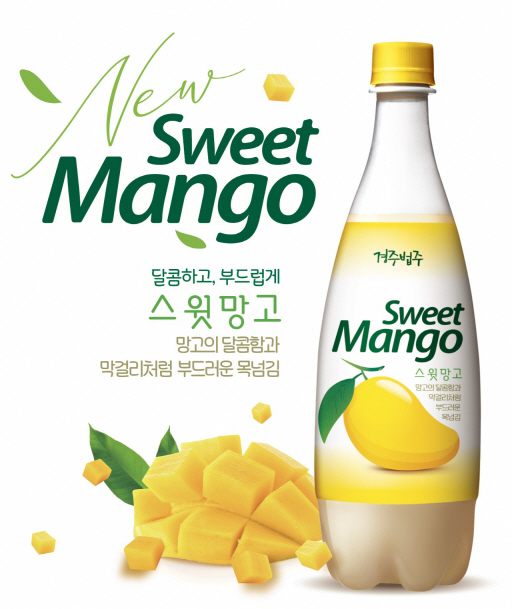 New
Sweet
Mango
달콤하고, 부드럽게
스윗망고
망고의 달콤함과
막걸리처럼 부드러운 목넘김
경주법주
Sweet
Mango
스윗망고
망고의 달콤함과
막걸리처럼
부드러운
목넘김